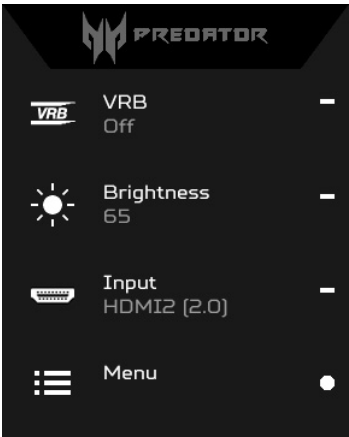 PREDATOR
VRB
VRB
Off
Brightness
65
Input
HDMI2 (2.0)
Menu